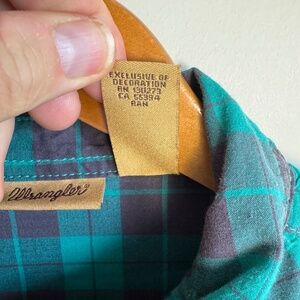 EXCLUSIVE OF
DECORATION
RN 130273
CA 55394
RAN
Wrangler®